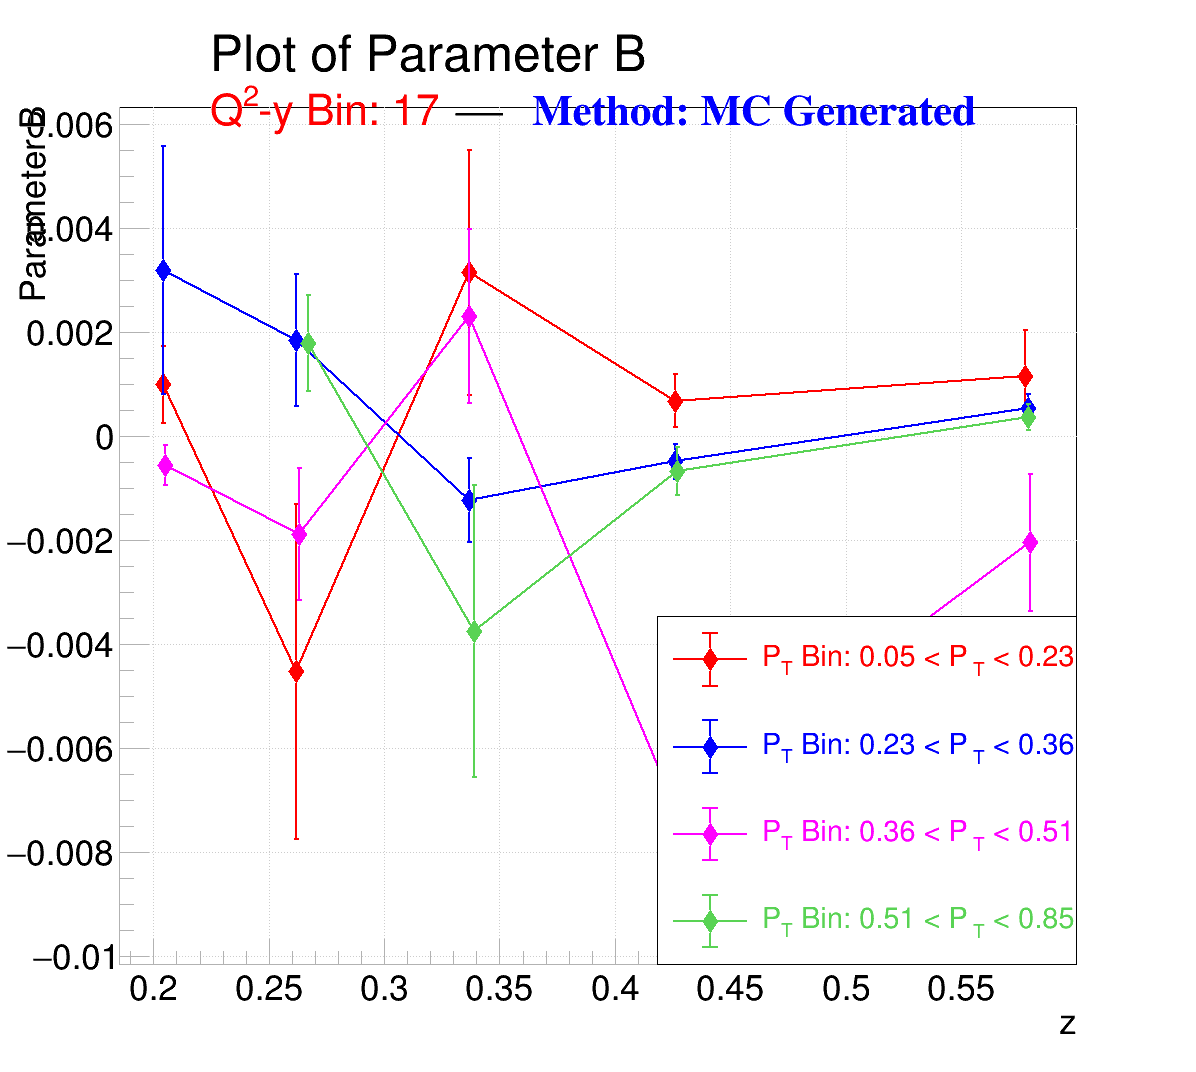 Plot of Parameter B
Q²-y Bin: 17 — Method: MC Generated
Parameter B
0.006
0.004
0.002
0
−0.002
−0.004
−0.006
−0.008
−0.01
P_T Bin: 0.05 < P_T < 0.23
P_T Bin: 0.23 < P_T < 0.36
P_T Bin: 0.36 < P_T < 0.51
P_T Bin: 0.51 < P_T < 0.85
0.2 0.25 0.3 0.35 0.4 0.45 0.5 0.55
z